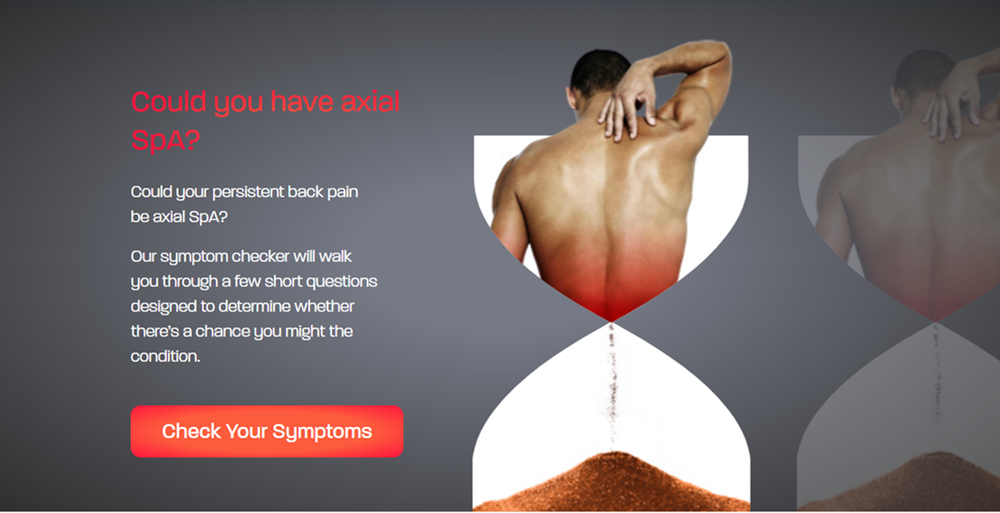 Could you have axial
SpA?
Could your persistent back pain
be axial SpA?
Our symptom checker will walk
you through a few short questions
designed to determine whether
there's a chance you might the
condition.
Check Your Symptoms